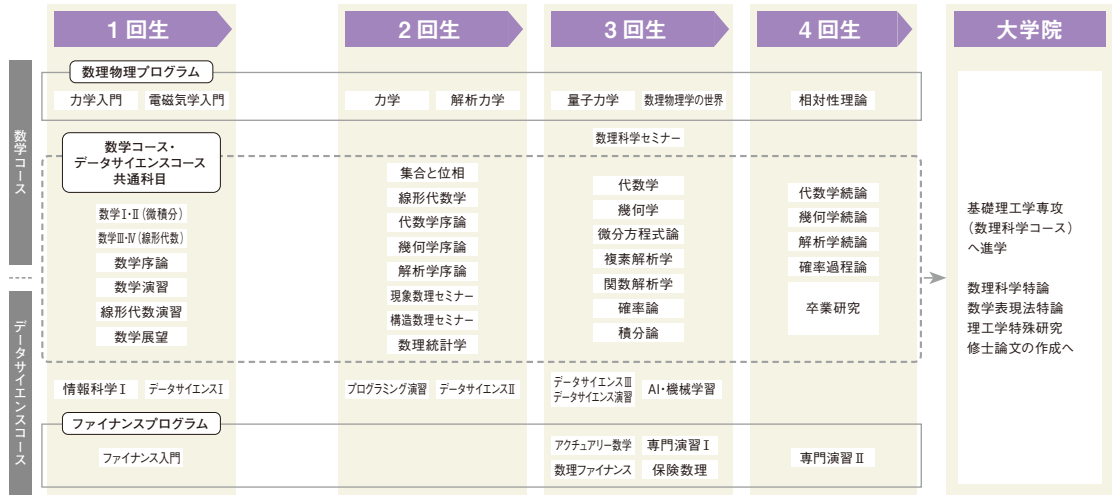 1回生
2回生
3回生
4回生
大学院
数学コース
データサイエンスコース
数理物理プログラム
力学入門
電磁気学入門
力学
解析力学
量子力学
数理物理学の世界
相対性理論
数理科学セミナー
数学コース・
データサイエンスコース
共通科目
数学Ⅰ・Ⅱ(微積分)
数学Ⅲ・Ⅳ(線形代数)
数学序論
数学演習
線形代数演習
数学展望
集合と位相
線形代数学
代数学序論
幾何学序論
解析学序論
現象数理セミナー
構造数理セミナー
数理統計学
代数学
幾何学
微分方程式論
複素解析学
関数解析学
確率論
積分論
代数学続論
幾何学続論
解析学続論
確率過程論
卒業研究
情報科学Ⅰ
データサイエンスⅠ
プログラミング演習
データサイエンスⅡ
データサイエンスⅢ
データサイエンス演習
AI・機械学習
ファイナンスプログラム
ファイナンス入門
アクチュアリー数学
専門演習Ⅰ
数理ファイナンス
保険数理
専門演習Ⅱ
基礎理工学専攻
(数理科学コース)
へ進学
数理科学特論
数学表現法特論
理工学特殊研究
修士論文の作成へ